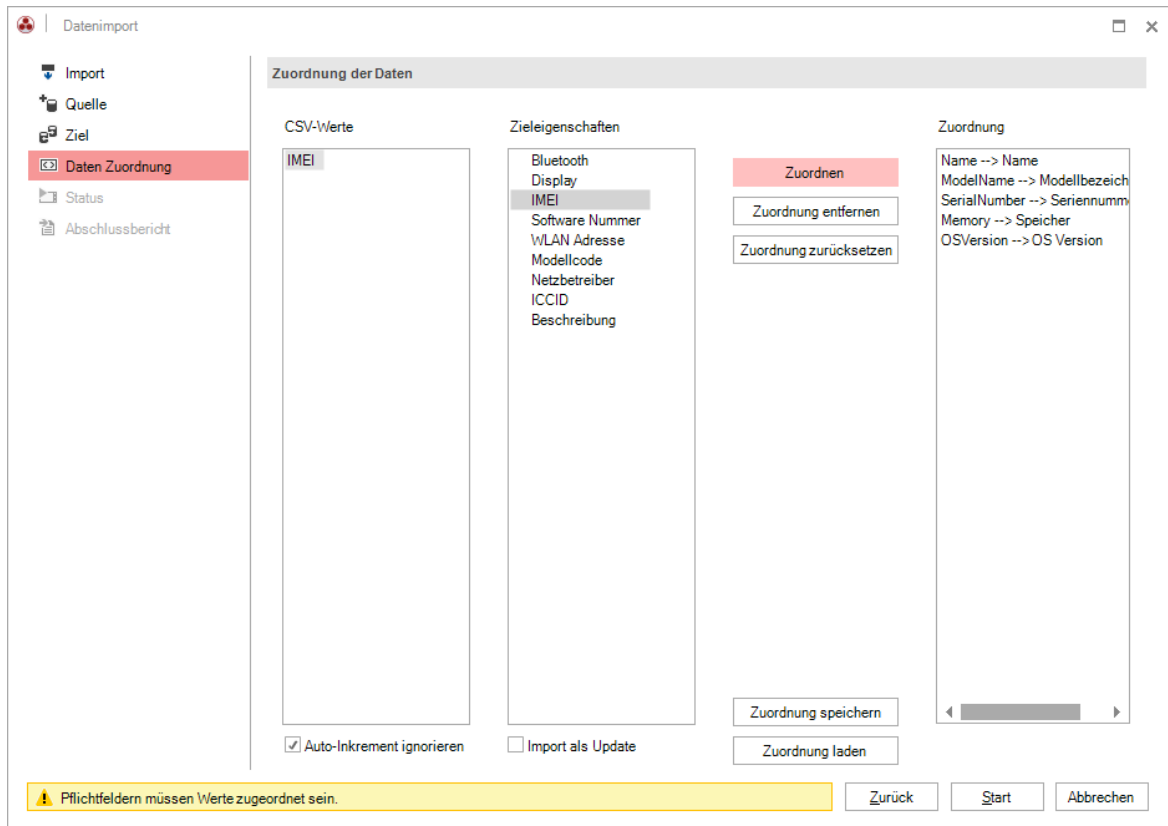 Datenimport
Import
Quelle
Ziel
Daten Zuordnung
Status
Abschlussbericht
Zuordnung der Daten
CSV-Werte
IMEI
Auto-Inkrement ignorieren
Zieleigenschaften
Bluetooth
Display
IMEI
Software Nummer
WLAN Adresse
Modellcode
Netzbetreiber
ICCID
Beschreibung
Import als Update
Zuordnen
Zuordnung entfernen
Zuordnung zurücksetzen
Zuordnung speichern
Zuordnung laden
Zuordnung
Name --> Name
ModelName --> Modellbezeich
SerialNumber --> Seriennumm
Memory --> Speicher
OSVersion --> OS Version
Pflichtfeldern müssen Werte zugeordnet sein.
Zurück
Start
Abbrechen